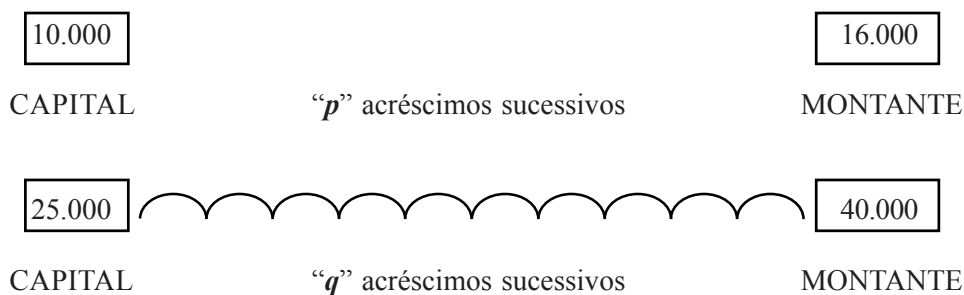 10.000 16.000
CAPITAL “p” acréscimos sucessivos MONTANTE
25.000 40.000
CAPITAL “q” acréscimos sucessivos MONTANTE